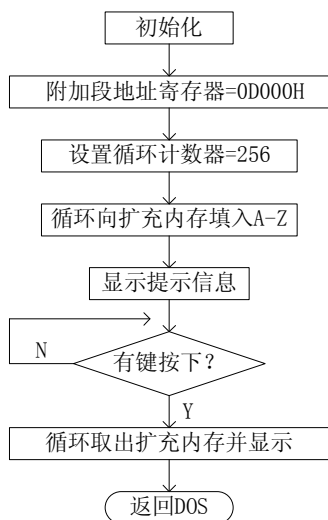 初始化
附加段地址寄存器=0D000H
设置循环计数器=256
循环向扩充内存填入A-Z
显示提示信息
N
有键按下？
Y
循环取出扩充内存并显示
返回DOS